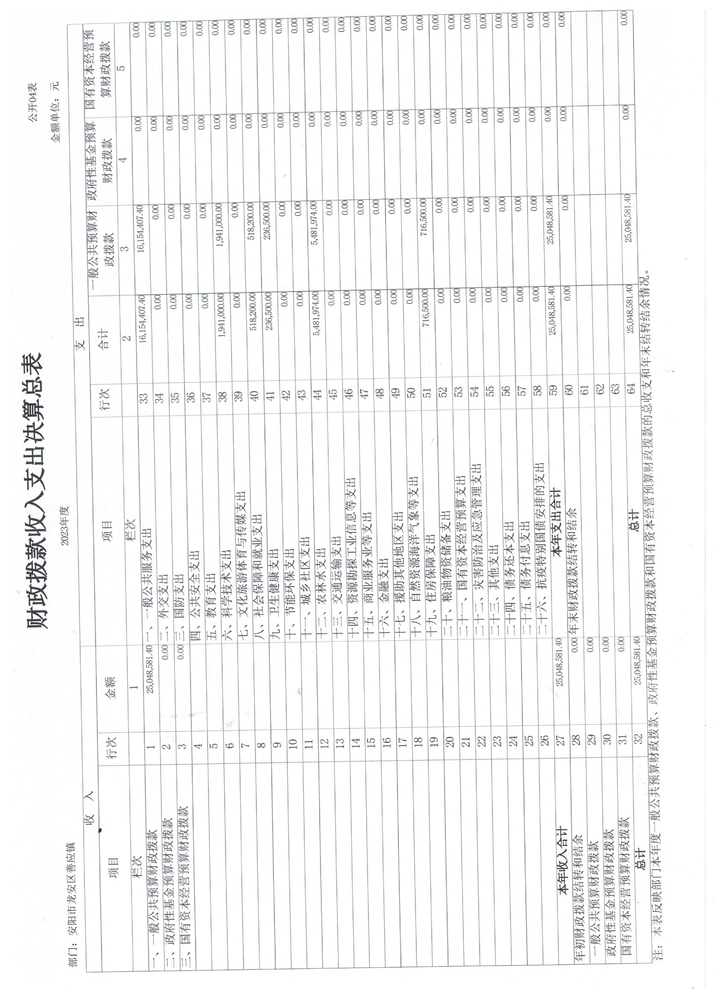 财政拨款收入支出决算总表
公开04表
2023年度
金额单位：元
部门：安阳市龙安区善应镇
收 入 支 出
项目 行次 金额 项目 行次 合计 一般公共预算财政拨款 政府性基金预算财政拨款 国有资本经营预算财政拨款
栏次 1 栏次 2 3 4 5
一、一般公共预算财政拨款 1 25,048,581.40 一、一般公共服务支出 33 16,154,407.40 16,154,407.40 0.00 0.00
二、政府性基金预算财政拨款 2 0.00 二、外交支出 34 0.00 0.00 0.00 0.00
三、国有资本经营预算财政拨款 3 0.00 三、国防支出 35 0.00 0.00 0.00 0.00
4 四、公共安全支出 36 0.00 0.00 0.00 0.00
5 五、教育支出 37 0.00 0.00 0.00 0.00
6 六、科学技术支出 38 1,941,000.00 1,941,000.00 0.00 0.00
7 七、文化旅游体育与传媒支出 39 0.00 0.00 0.00 0.00
8 八、社会保障和就业支出 40 518,200.00 518,200.00 0.00 0.00
9 九、卫生健康支出 41 236,500.00 236,500.00 0.00 0.00
10 十、节能环保支出 42 0.00 0.00 0.00 0.00
11 十一、城乡社区支出 43 0.00 0.00 0.00 0.00
12 十二、农林水支出 44 5,481,974.00 5,481,974.00 0.00 0.00
13 十三、交通运输支出 45 0.00 0.00 0.00 0.00
14 十四、资源勘探工业信息等支出 46 0.00 0.00 0.00 0.00
15 十五、商业服务业等支出 47 0.00 0.00 0.00 0.00
16 十六、金融支出 48 0.00 0.00 0.00 0.00
17 十七、援助其他地区支出 49 0.00 0.00 0.00 0.00
18 十八、自然资源海洋气象等支出 50 0.00 0.00 0.00 0.00
19 十九、住房保障支出 51 716,500.00 716,500.00 0.00 0.00
20 二十、粮油物资储备支出 52 0.00 0.00 0.00 0.00
21 二十一、国有资本经营预算支出 53 0.00 0.00 0.00 0.00
22 二十二、灾害防治及应急管理支出 54 0.00 0.00 0.00 0.00
23 二十三、其他支出 55 0.00 0.00 0.00 0.00
24 二十四、债务还本支出 56 0.00 0.00 0.00 0.00
25 二十五、债务付息支出 57 0.00 0.00 0.00 0.00
26 二十六、抗疫特别国债安排的支出 58 0.00 0.00 0.00 0.00
本年收入合计 27 25,048,581.40 本年支出合计 59 25,048,581.40 25,048,581.40 0.00 0.00
年初财政拨款结转和结余 28 0.00 年末财政拨款结转和结余 60 0.00 0.00 0.00 0.00
一般公共预算财政拨款 29 0.00 61
政府性基金预算财政拨款 30 0.00 62
国有资本经营预算财政拨款 31 0.00 63
总计 32 25,048,581.40 总计 64 25,048,581.40 25,048,581.40 0.00 0.00
注：本表反映部门本年度一般公共预算财政拨款、政府性基金预算财政拨款和国有资本经营预算财政拨款的总收支和年末结转结余情况。